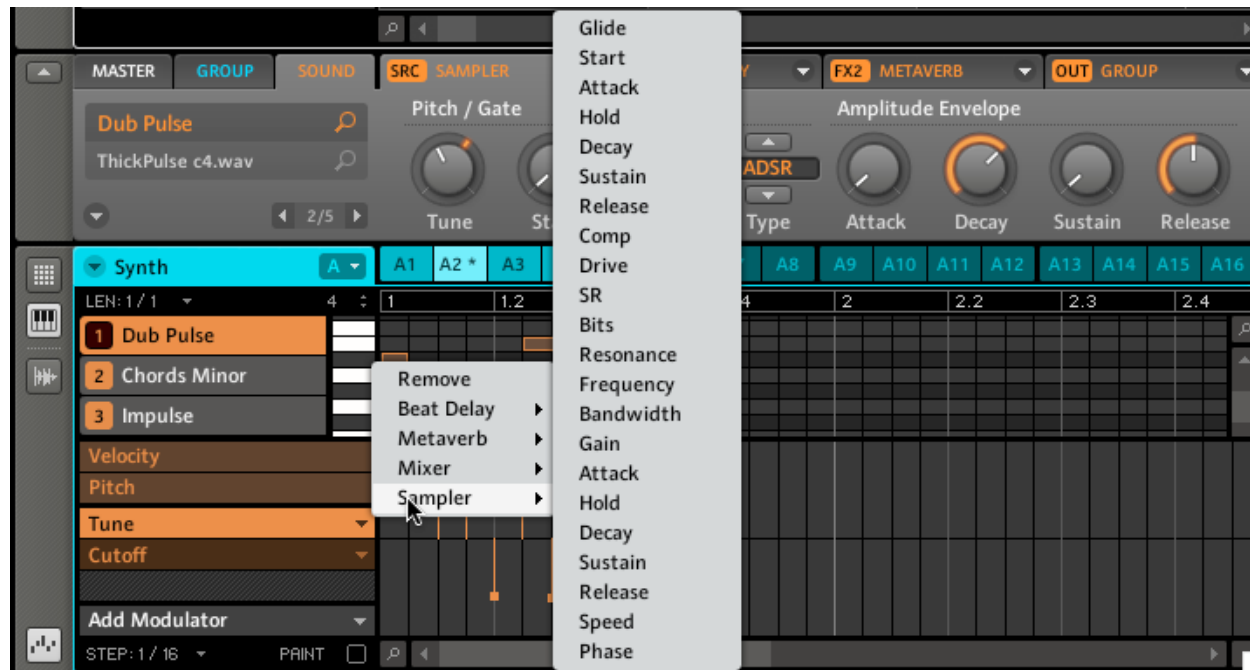 MASTER GROUP SOUND SRC SAMPLER FX2 METAVERB OUT GROUP
Dub Pulse
ThickPulse c4.wav
2/5
Pitch / Gate
Tune
ADSR
Type
Amplitude Envelope
Attack Decay Sustain Release
Synth A A1 A2 * A3 A8 A9 A10 A11 A12 A13 A14 A15 A16
LEN: 1 / 1 4 1 1.2 4 2 2.2 2.3 2.4
1 Dub Pulse
2 Chords Minor
3 Impulse
Velocity
Pitch
Tune
Cutoff
Add Modulator
STEP: 1 / 16 PAINT
Remove
Beat Delay
Metaverb
Mixer
Sampler
Glide
Start
Attack
Hold
Decay
Sustain
Release
Comp
Drive
SR
Bits
Resonance
Frequency
Bandwidth
Gain
Attack
Hold
Decay
Sustain
Release
Speed
Phase